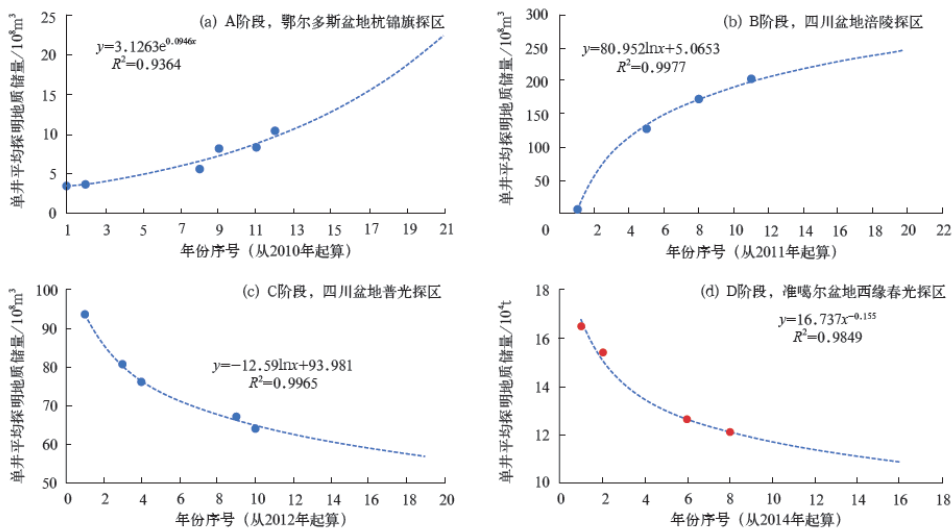 (a) A阶段，鄂尔多斯盆地杭锦旗探区
单井平均探明地质储量/10⁸m³
25
20
15
10
5
0
y=3.1263e^0.0946x
R²=0.9364
1 3 5 7 9 11 13 15 17 19 21
年份序号（从2010年起算）
(b) B阶段，四川盆地涪陵探区
单井平均探明地质储量/10⁸m³
300
250
200
150
100
50
0
y=80.952lnx+5.0653
R²=0.9977
2 4 6 8 10 12 14 16 18 20 22
年份序号（从2011年起算）
(c) C阶段，四川盆地普光探区
单井平均探明地质储量/10⁸m³
100
90
80
70
60
50
y=−12.59lnx+93.981
R²=0.9965
0 2 4 6 8 10 12 14 16 18 20
年份序号（从2012年起算）
(d) D阶段，准噶尔盆地西缘春光探区
单井平均探明地质储量/10⁴t
18
16
14
12
10
y=16.737x^−0.155
R²=0.9849
0 2 4 6 8 10 12 14 16 18
年份序号（从2014年起算）